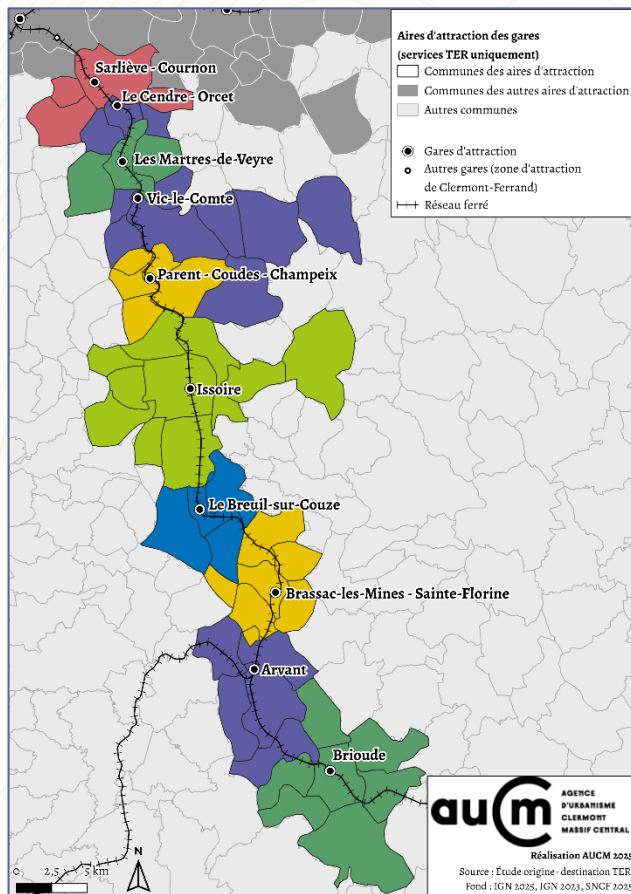 Aires d'attraction des gares
(services TER uniquement)
Communes des aires d'attraction
Communes des autres aires d'attraction
Autres communes
Gares d'attraction
Autres gares (zone d'attraction
de Clermont-Ferrand)
Réseau ferré
Sarliève - Cournon
Le Cendre - Orcet
Les Martres-de-Veyre
Vic-le-Comte
Parent - Coudes - Champeix
Issoire
Le Breuil-sur-Couze
Brassac-les-Mines - Sainte-Florine
Arvant
Brioude
N
0 2,5 5 km
auCm
AGENCE
D'URBANISME
CLERMONT
MASSIF CENTRAL
Réalisation AUCM 2025
Source : Étude origine- destination TER
Fond : IGN 2025, IGN 2023, SNCF